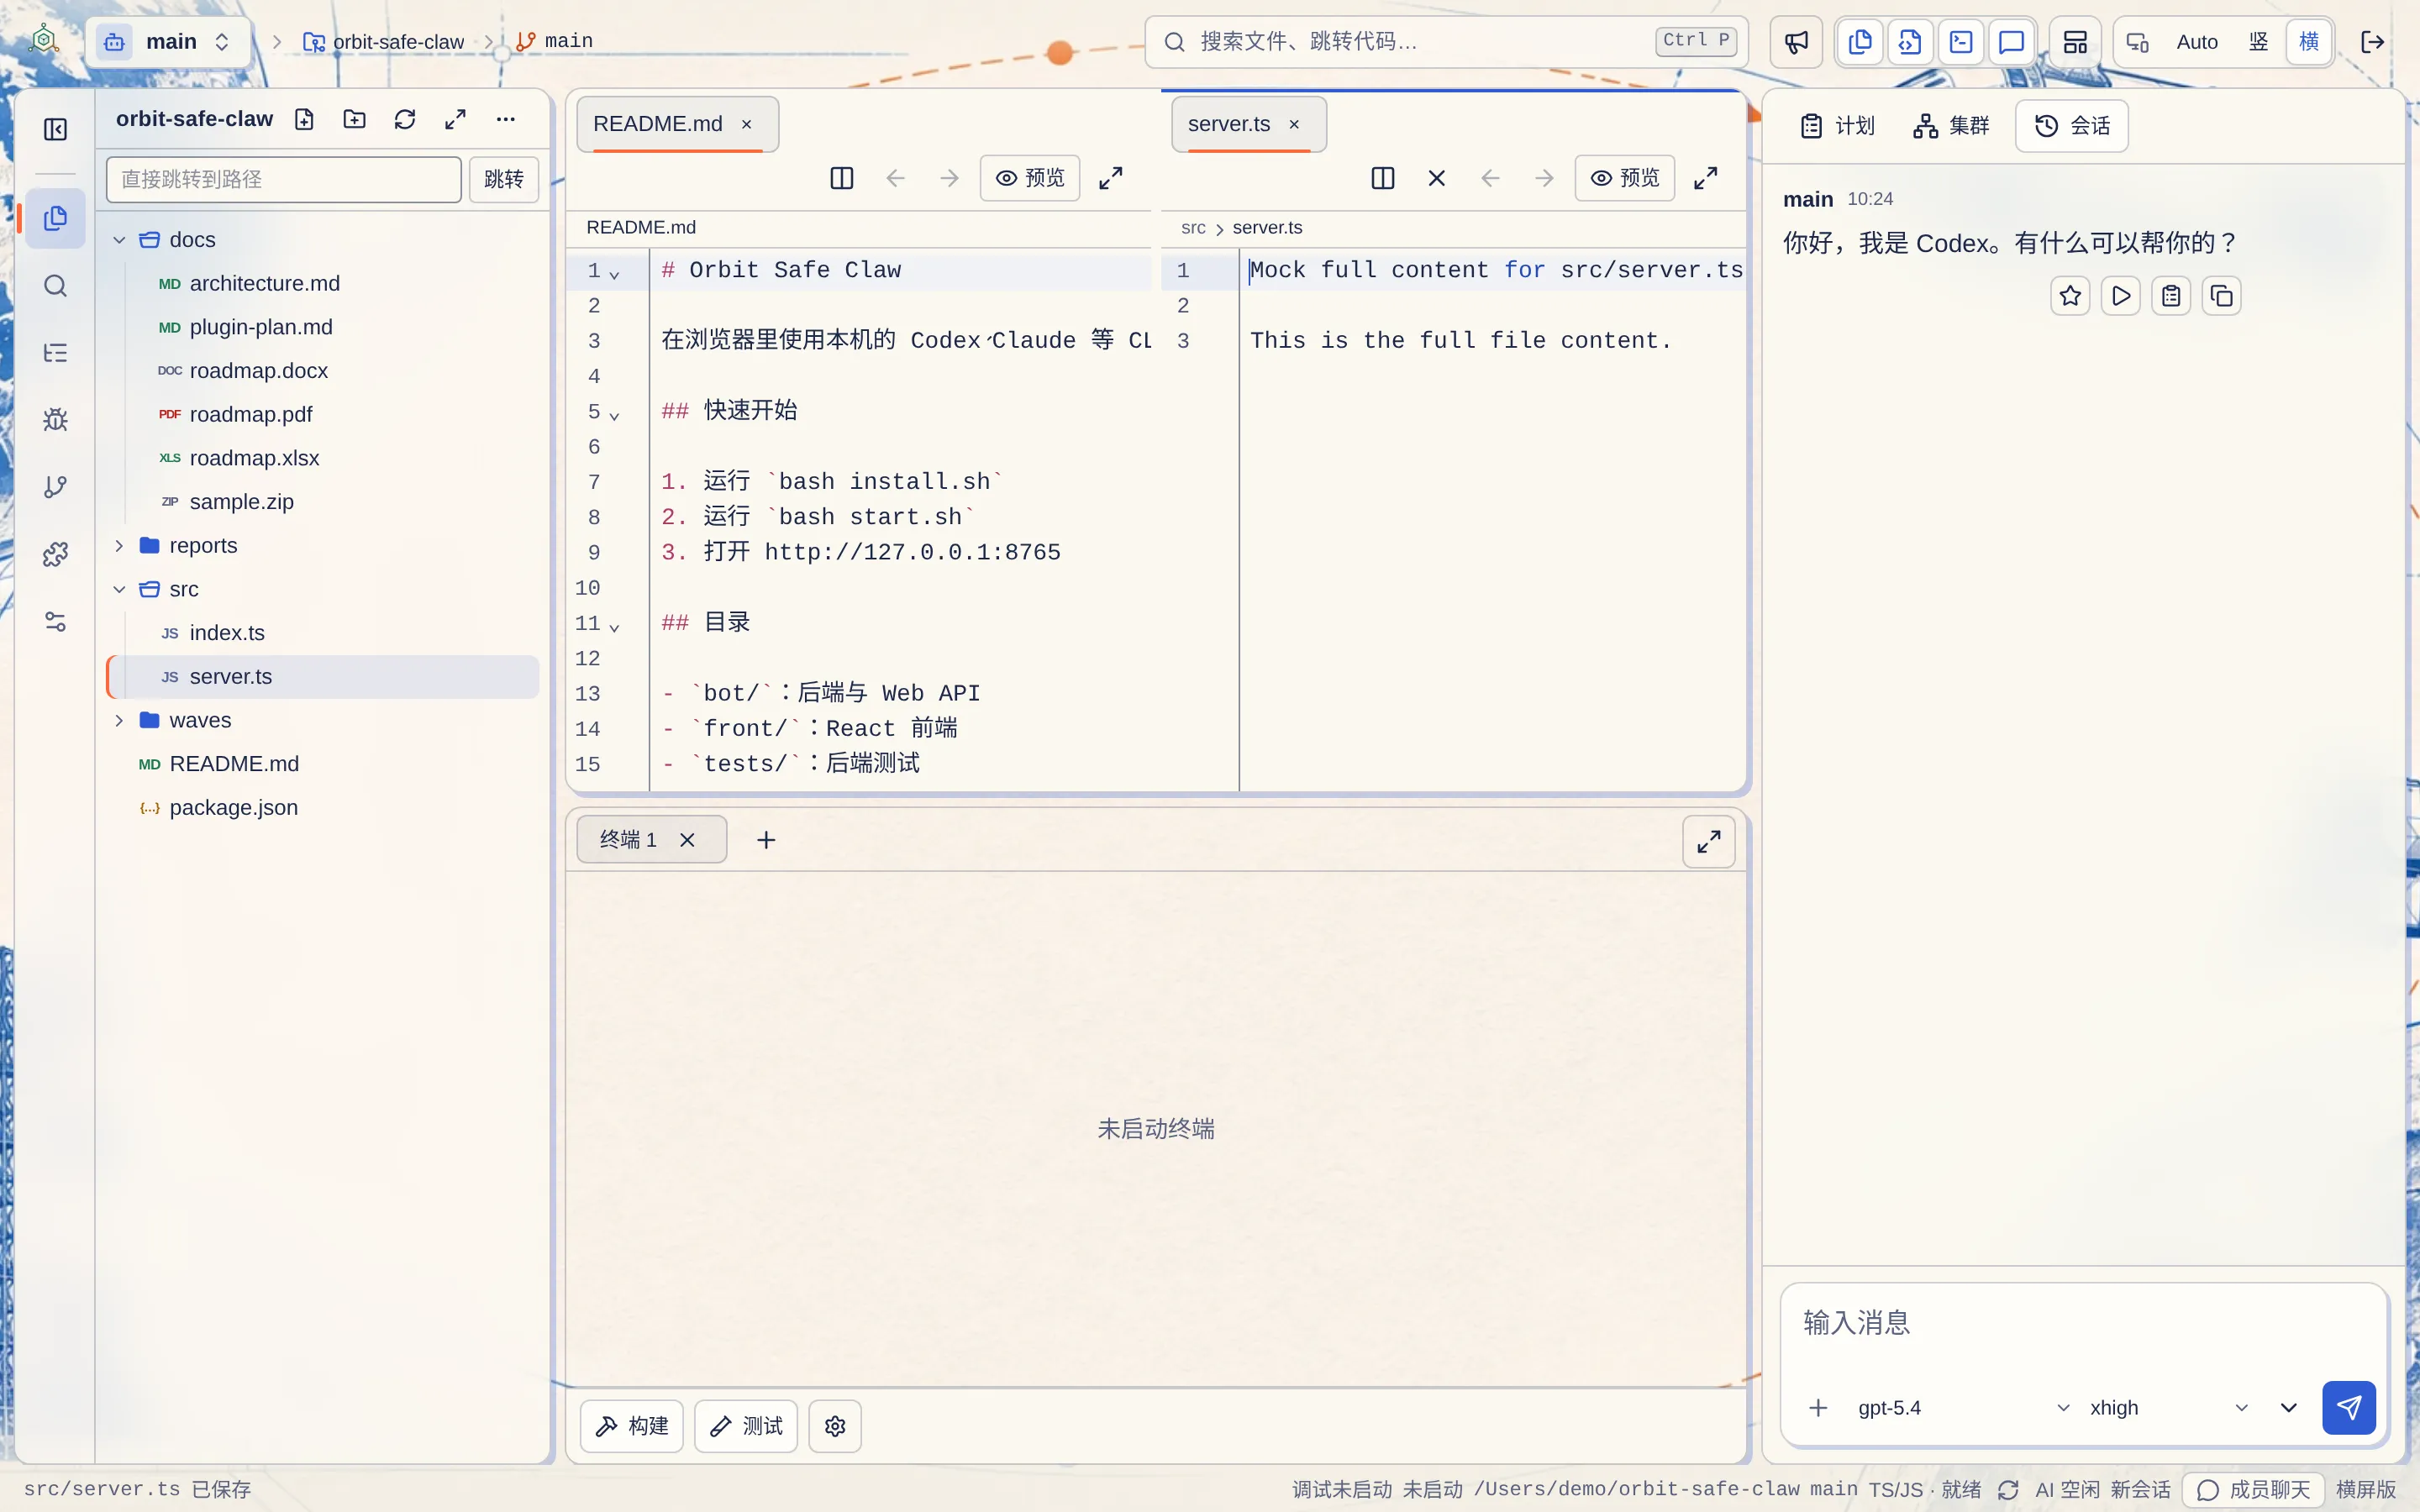 main orbit-safe-claw main 搜索文件、跳转代码... Ctrl P Auto 竖 横
orbit-safe-claw
直接跳转到路径 跳转
docs
MD architecture.md
MD plugin-plan.md
DOC roadmap.docx
PDF roadmap.pdf
XLS roadmap.xlsx
ZIP sample.zip
reports
src
JS index.ts
JS server.ts
waves
MD README.md
{...} package.json
README.md ×
预览
README.md
1 # Orbit Safe Claw
2
3 在浏览器里使用本机的 Codex Claude 等 CL
4
5 ## 快速开始
6
7 1. 运行 `bash install.sh`
8 2. 运行 `bash start.sh`
9 3. 打开 http://127.0.0.1:8765
10
11 ## 目录
12
13 - `bot/`：后端与 Web API
14 - `front/`：React 前端
15 - `tests/`：后端测试
server.ts ×
预览
src > server.ts
1 Mock full content for src/server.ts
2
3 This is the full file content.
终端 1
未启动终端
构建 测试
计划 集群 会话
main 10:24
你好，我是 Codex。有什么可以帮你的？
输入消息
gpt-5.4 xhigh
src/server.ts 已保存
调试未启动 未启动 /Users/demo/orbit-safe-claw main TS/JS · 就绪 AI 空闲 新会话 成员聊天 横屏版